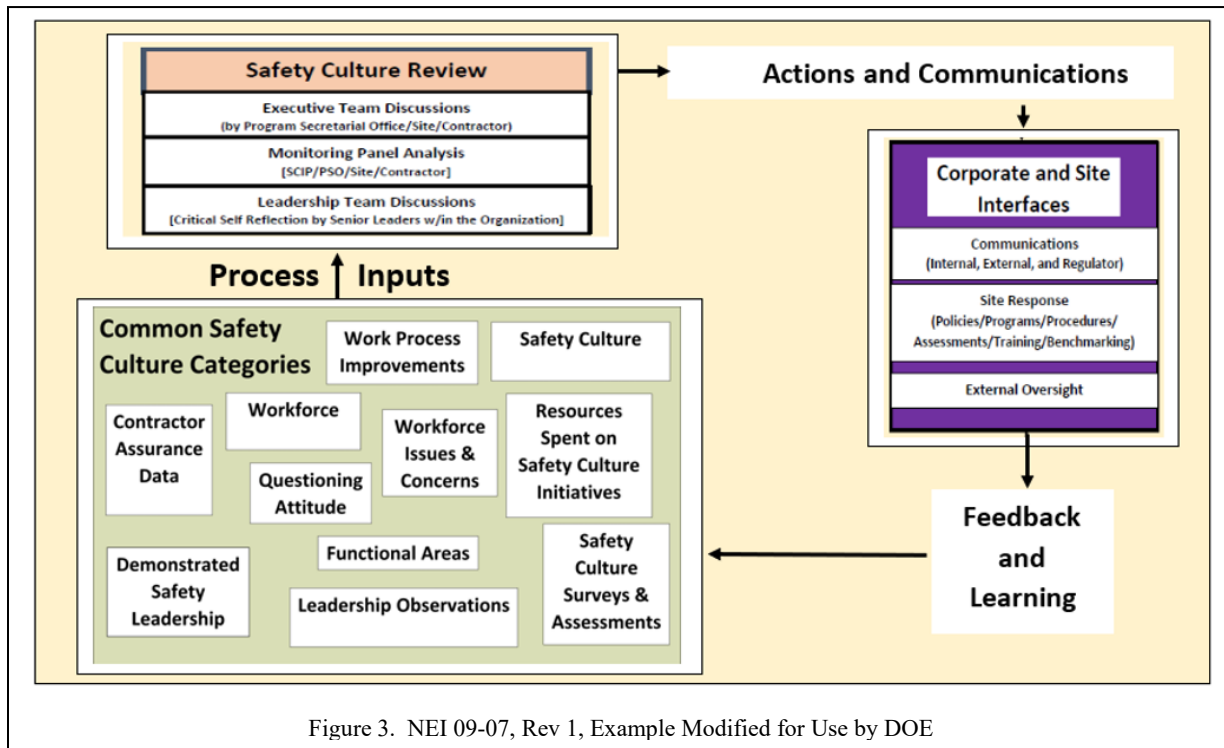 Safety Culture Review
Executive Team Discussions
(by Program Secretarial Office/Site/Contractor)
Monitoring Panel Analysis
[SCIP/PSO/Site/Contractor]
Leadership Team Discussions
[Critical Self Reflection by Senior Leaders w/in the Organization]
Actions and Communications
Corporate and Site
Interfaces
Communications
(Internal, External, and Regulator)
Site Response
(Policies/Programs/Procedures/
Assessments/Training/Benchmarking)
External Oversight
Feedback
and
Learning
Process Inputs
Common Safety
Culture Categories
Work Process
Improvements
Safety Culture
Contractor
Assurance
Data
Workforce
Questioning
Attitude
Workforce
Issues &
Concerns
Resources
Spent on
Safety Culture
Initiatives
Demonstrated
Safety
Leadership
Functional Areas
Leadership Observations
Safety
Culture
Surveys &
Assessments
Figure 3. NEI 09-07, Rev 1, Example Modified for Use by DOE